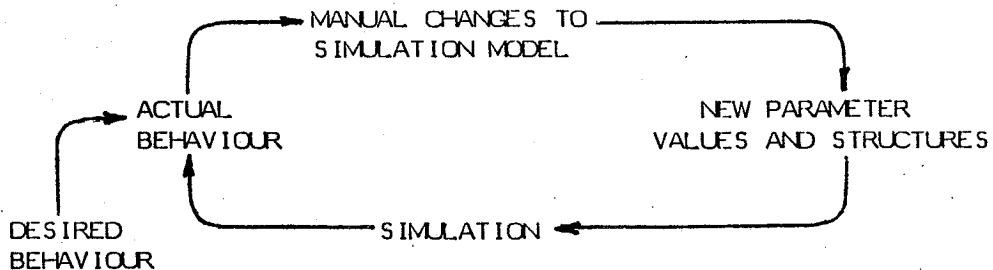 MANUAL CHANGES TO
SIMULATION MODEL
ACTUAL
BEHAVIOUR
NEW PARAMETER
VALUES AND STRUCTURES
SIMULATION
DESIRED
BEHAVIOUR